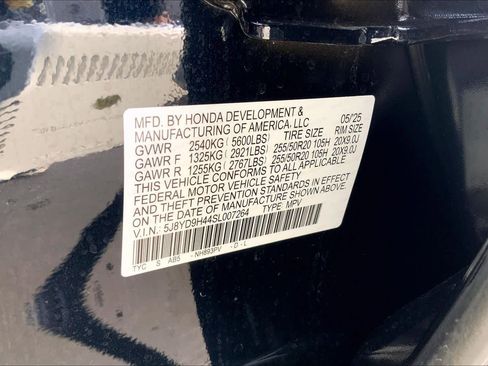 MFD. BY HONDA DEVELOPMENT & 05/'25
MANUFACTURING OF AMERICA, LLC
GVWR 2540KG (5600LBS) TIRE SIZE RIM SIZE
GAWR F 1325KG (2921LBS) 255/50R20 105H 20X9.0J
GAWR R 1255KG (2767LBS) 255/50R20 105H 20X9.0J
THIS VEHICLE CONFORMS TO ALL APPLICABLE
FEDERAL MOTOR VEHICLE SAFETY
AND THEFT PREVENTION STANDARDS IN EFFECT
ON THE DATE OF MANUFACTURE SHOWN ABOVE.
V.I.N.: 5J8YD9H44SL007264 TYPE: MPV
TYC S AB5 -NH893PV -G-L